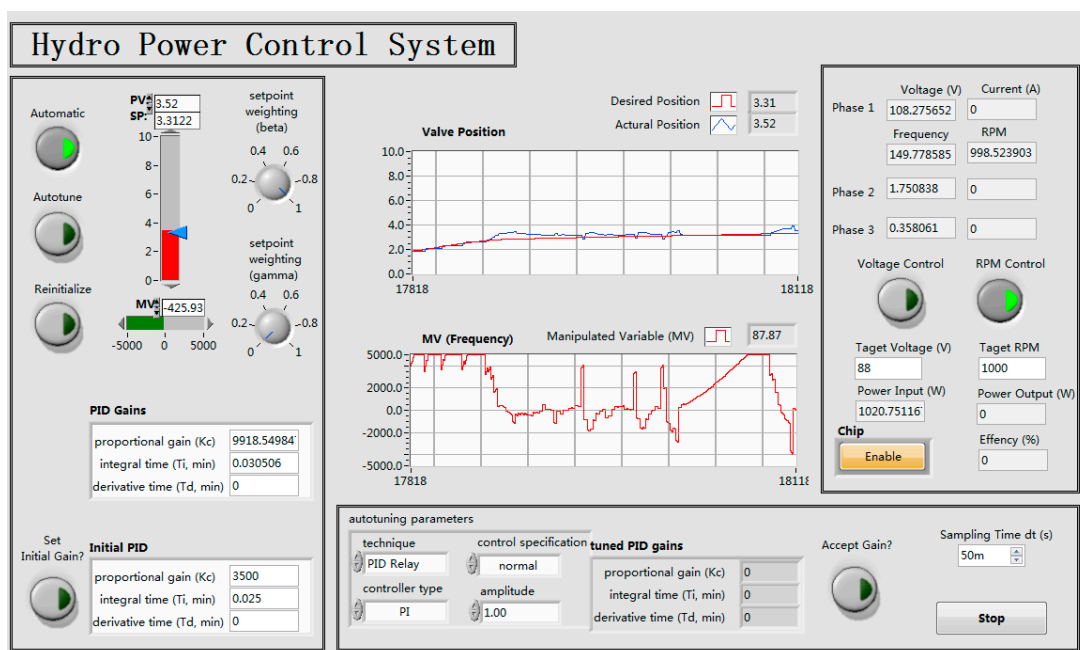 Hydro Power Control System
Automatic
Autotune
Reinitialize
PV
3.52
SP:
3.3122
10
8
6
4
2
0
MV
-425.93
-5000 0 5000
setpoint
weighting
(beta)
0.4 0.6
0.2 0.8
0 1
setpoint
weighting
(gamma)
0.4 0.6
0.2 0.8
0 1
PID Gains
proportional gain (Kc) 9918.54984
integral time (Ti, min) 0.030506
derivative time (Td, min) 0
Set
Initial Gain?
Initial PID
proportional gain (Kc) 3500
integral time (Ti, min) 0.025
derivative time (Td, min) 0
Desired Position 3.31
Actural Position 3.52
Valve Position
10.0
8.0
6.0
4.0
2.0
0.0
17818 18118
MV (Frequency)
Manipulated Variable (MV) 87.87
5000.0
2000.0
0.0
-2000.0
-5000.0
17818 18118
Voltage (V) Current (A)
Phase 1 108.275652 0
Frequency RPM
149.778585 998.523903
Phase 2 1.750838 0
Phase 3 0.358061 0
Voltage Control RPM Control
Taget Voltage (V) Taget RPM
88 1000
Power Input (W) Power Output (W)
1020.75116 0
Chip
Enable
Effency (%)
0
autotuning parameters
technique
PID Relay
control specification
normal
controller type
PI
amplitude
1.00
tuned PID gains
proportional gain (Kc) 0
integral time (Ti, min) 0
derivative time (Td, min) 0
Accept Gain?
Sampling Time dt (s)
50m
Stop